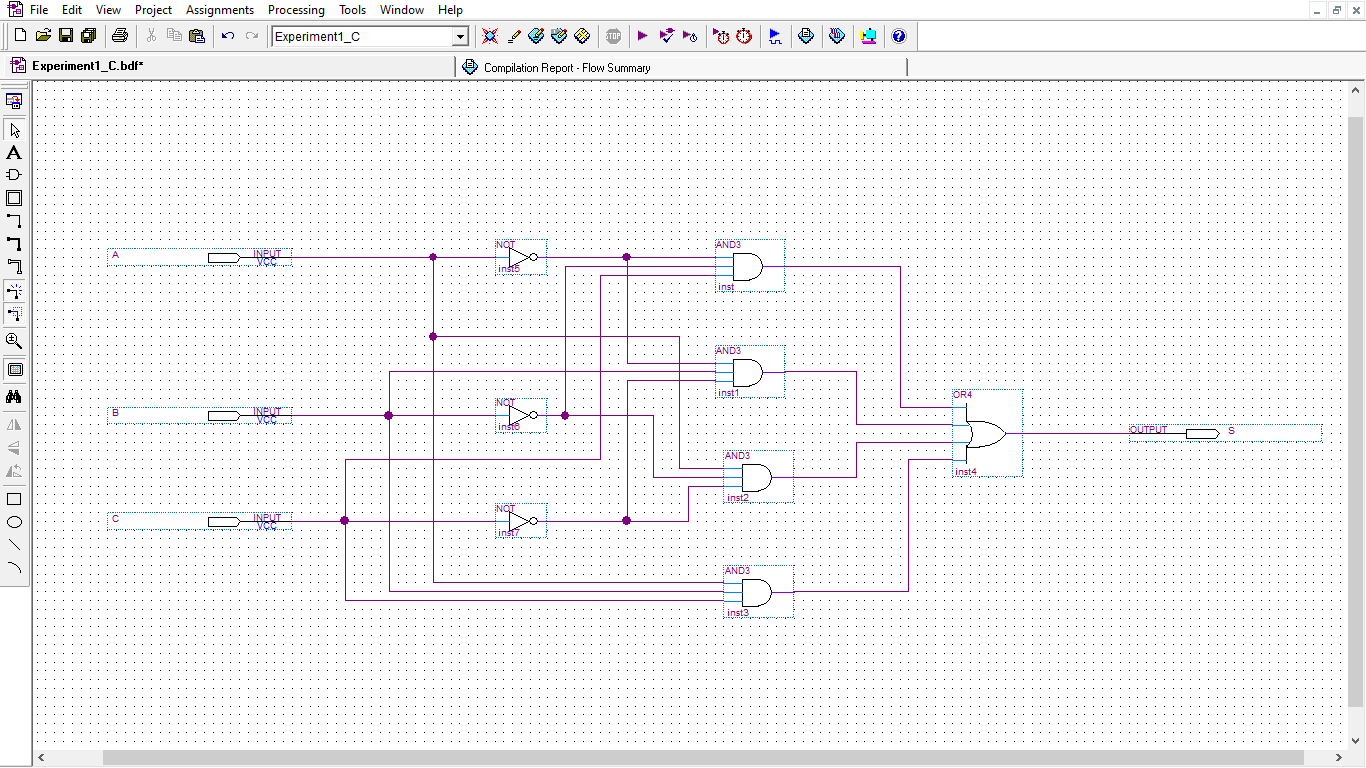 File Edit View Project Assignments Processing Tools Window Help
Experiment1_C
STOP
Experiment1_C.bdf*
Compilation Report - Flow Summary
A
INPUT
VCC
NOT
inst5
AND3
inst
AND3
inst1
B
INPUT
VCC
NOT
inst6
OR4
inst4
OUTPUT
S
AND3
inst2
C
INPUT
VCC
NOT
inst7
AND3
inst3